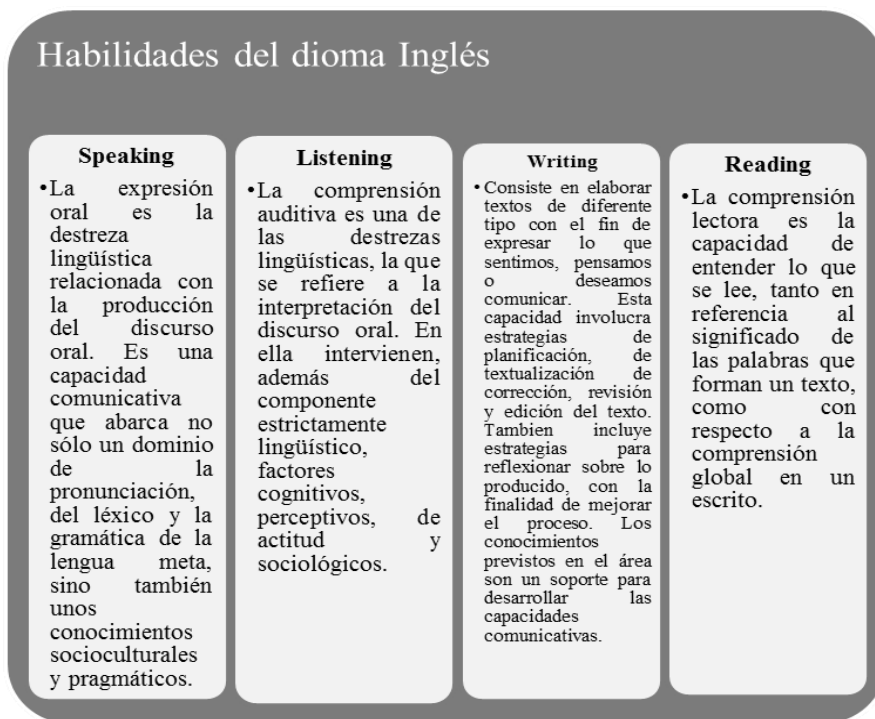 Habilidades del dioma Inglés
Speaking
•La expresión
oral es la
destreza
lingüística
relacionada con
la producción
del discurso
oral. Es una
capacidad
comunicativa
que abarca no
sólo un dominio
de la
pronunciación,
del léxico y la
gramática de la
lengua meta,
sino también
unos
conocimientos
socioculturales
y pragmáticos.
Listening
•La comprensión
auditiva es una de
las destrezas
lingüísticas, la que
se refiere a la
interpretación del
discurso oral. En
ella intervienen,
además del
componente
estrictamente
lingüístico,
factores
cognitivos,
perceptivos, de
actitud y
sociológicos.
Writing
• Consiste en elaborar
textos de diferente
tipo con el fin de
expresar lo que
sentimos, pensamos
o deseamos
comunicar. Esta
capacidad involucra
estrategias de
planificación, de
textualización de
corrección, revisión
y edición del texto.
Tambien incluye
estrategias para
reflexionar sobre lo
producido, con la
finalidad de mejorar
el proceso. Los
conocimientos
previstos en el área
son un soporte para
desarrollar las
capacidades
comunicativas.
Reading
•La comprensión
lectora es la
capacidad de
entender lo que
se lee, tanto en
referencia al
significado de
las palabras que
forman un texto,
como con
respecto a la
comprensión
global en un
escrito.